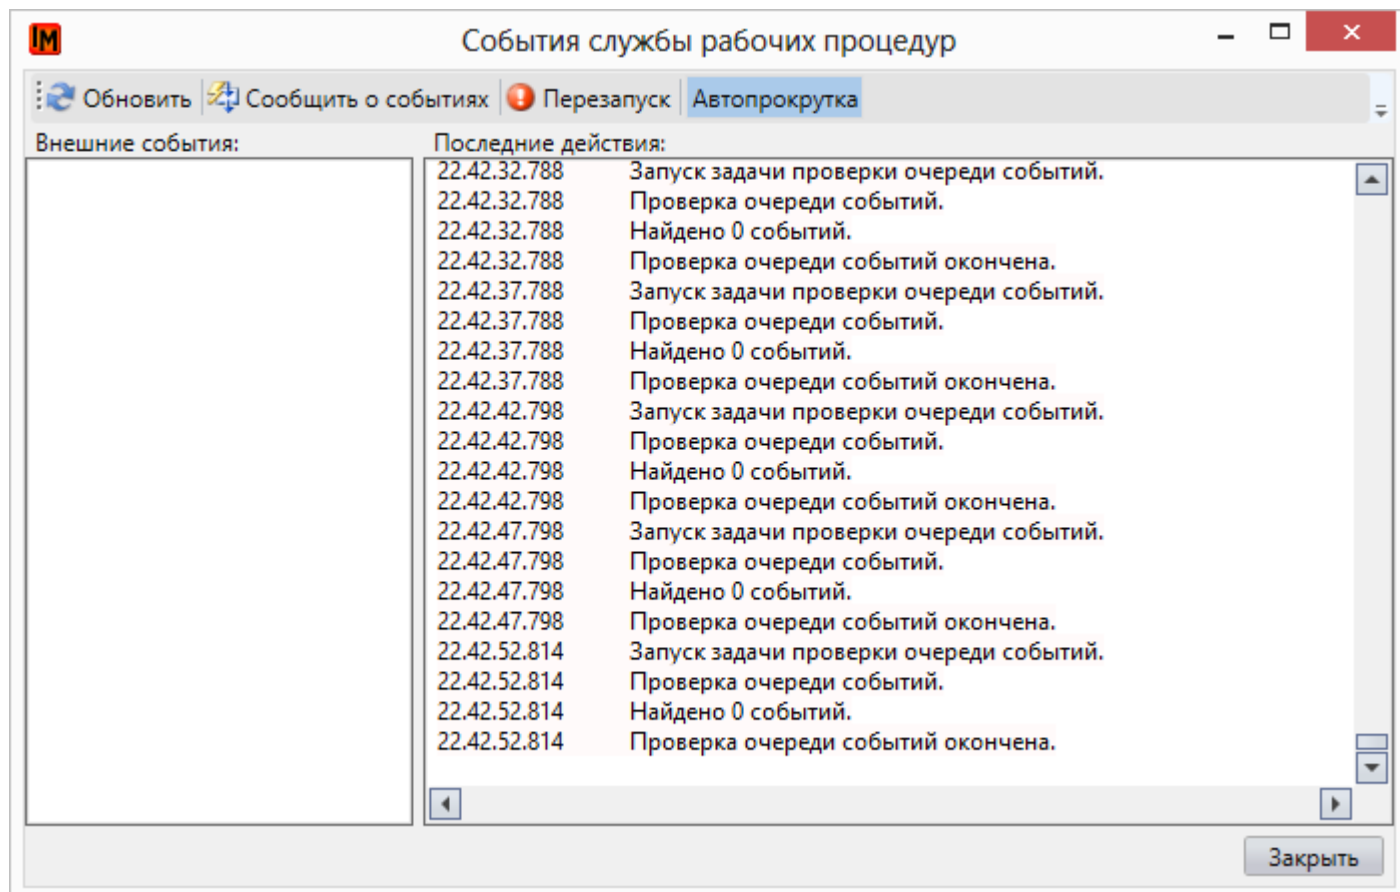 IM
События службы рабочих процедур
Обновить Сообщить о событиях Перезапуск Автопрокрутка
Внешние события:
Последние действия:
22.42.32.788 Запуск задачи проверки очереди событий.
22.42.32.788 Проверка очереди событий.
22.42.32.788 Найдено 0 событий.
22.42.32.788 Проверка очереди событий окончена.
22.42.37.788 Запуск задачи проверки очереди событий.
22.42.37.788 Проверка очереди событий.
22.42.37.788 Найдено 0 событий.
22.42.37.788 Проверка очереди событий окончена.
22.42.42.798 Запуск задачи проверки очереди событий.
22.42.42.798 Проверка очереди событий.
22.42.42.798 Найдено 0 событий.
22.42.42.798 Проверка очереди событий окончена.
22.42.47.798 Запуск задачи проверки очереди событий.
22.42.47.798 Проверка очереди событий.
22.42.47.798 Найдено 0 событий.
22.42.47.798 Проверка очереди событий окончена.
22.42.52.814 Запуск задачи проверки очереди событий.
22.42.52.814 Проверка очереди событий.
22.42.52.814 Найдено 0 событий.
22.42.52.814 Проверка очереди событий окончена.
Закрыть